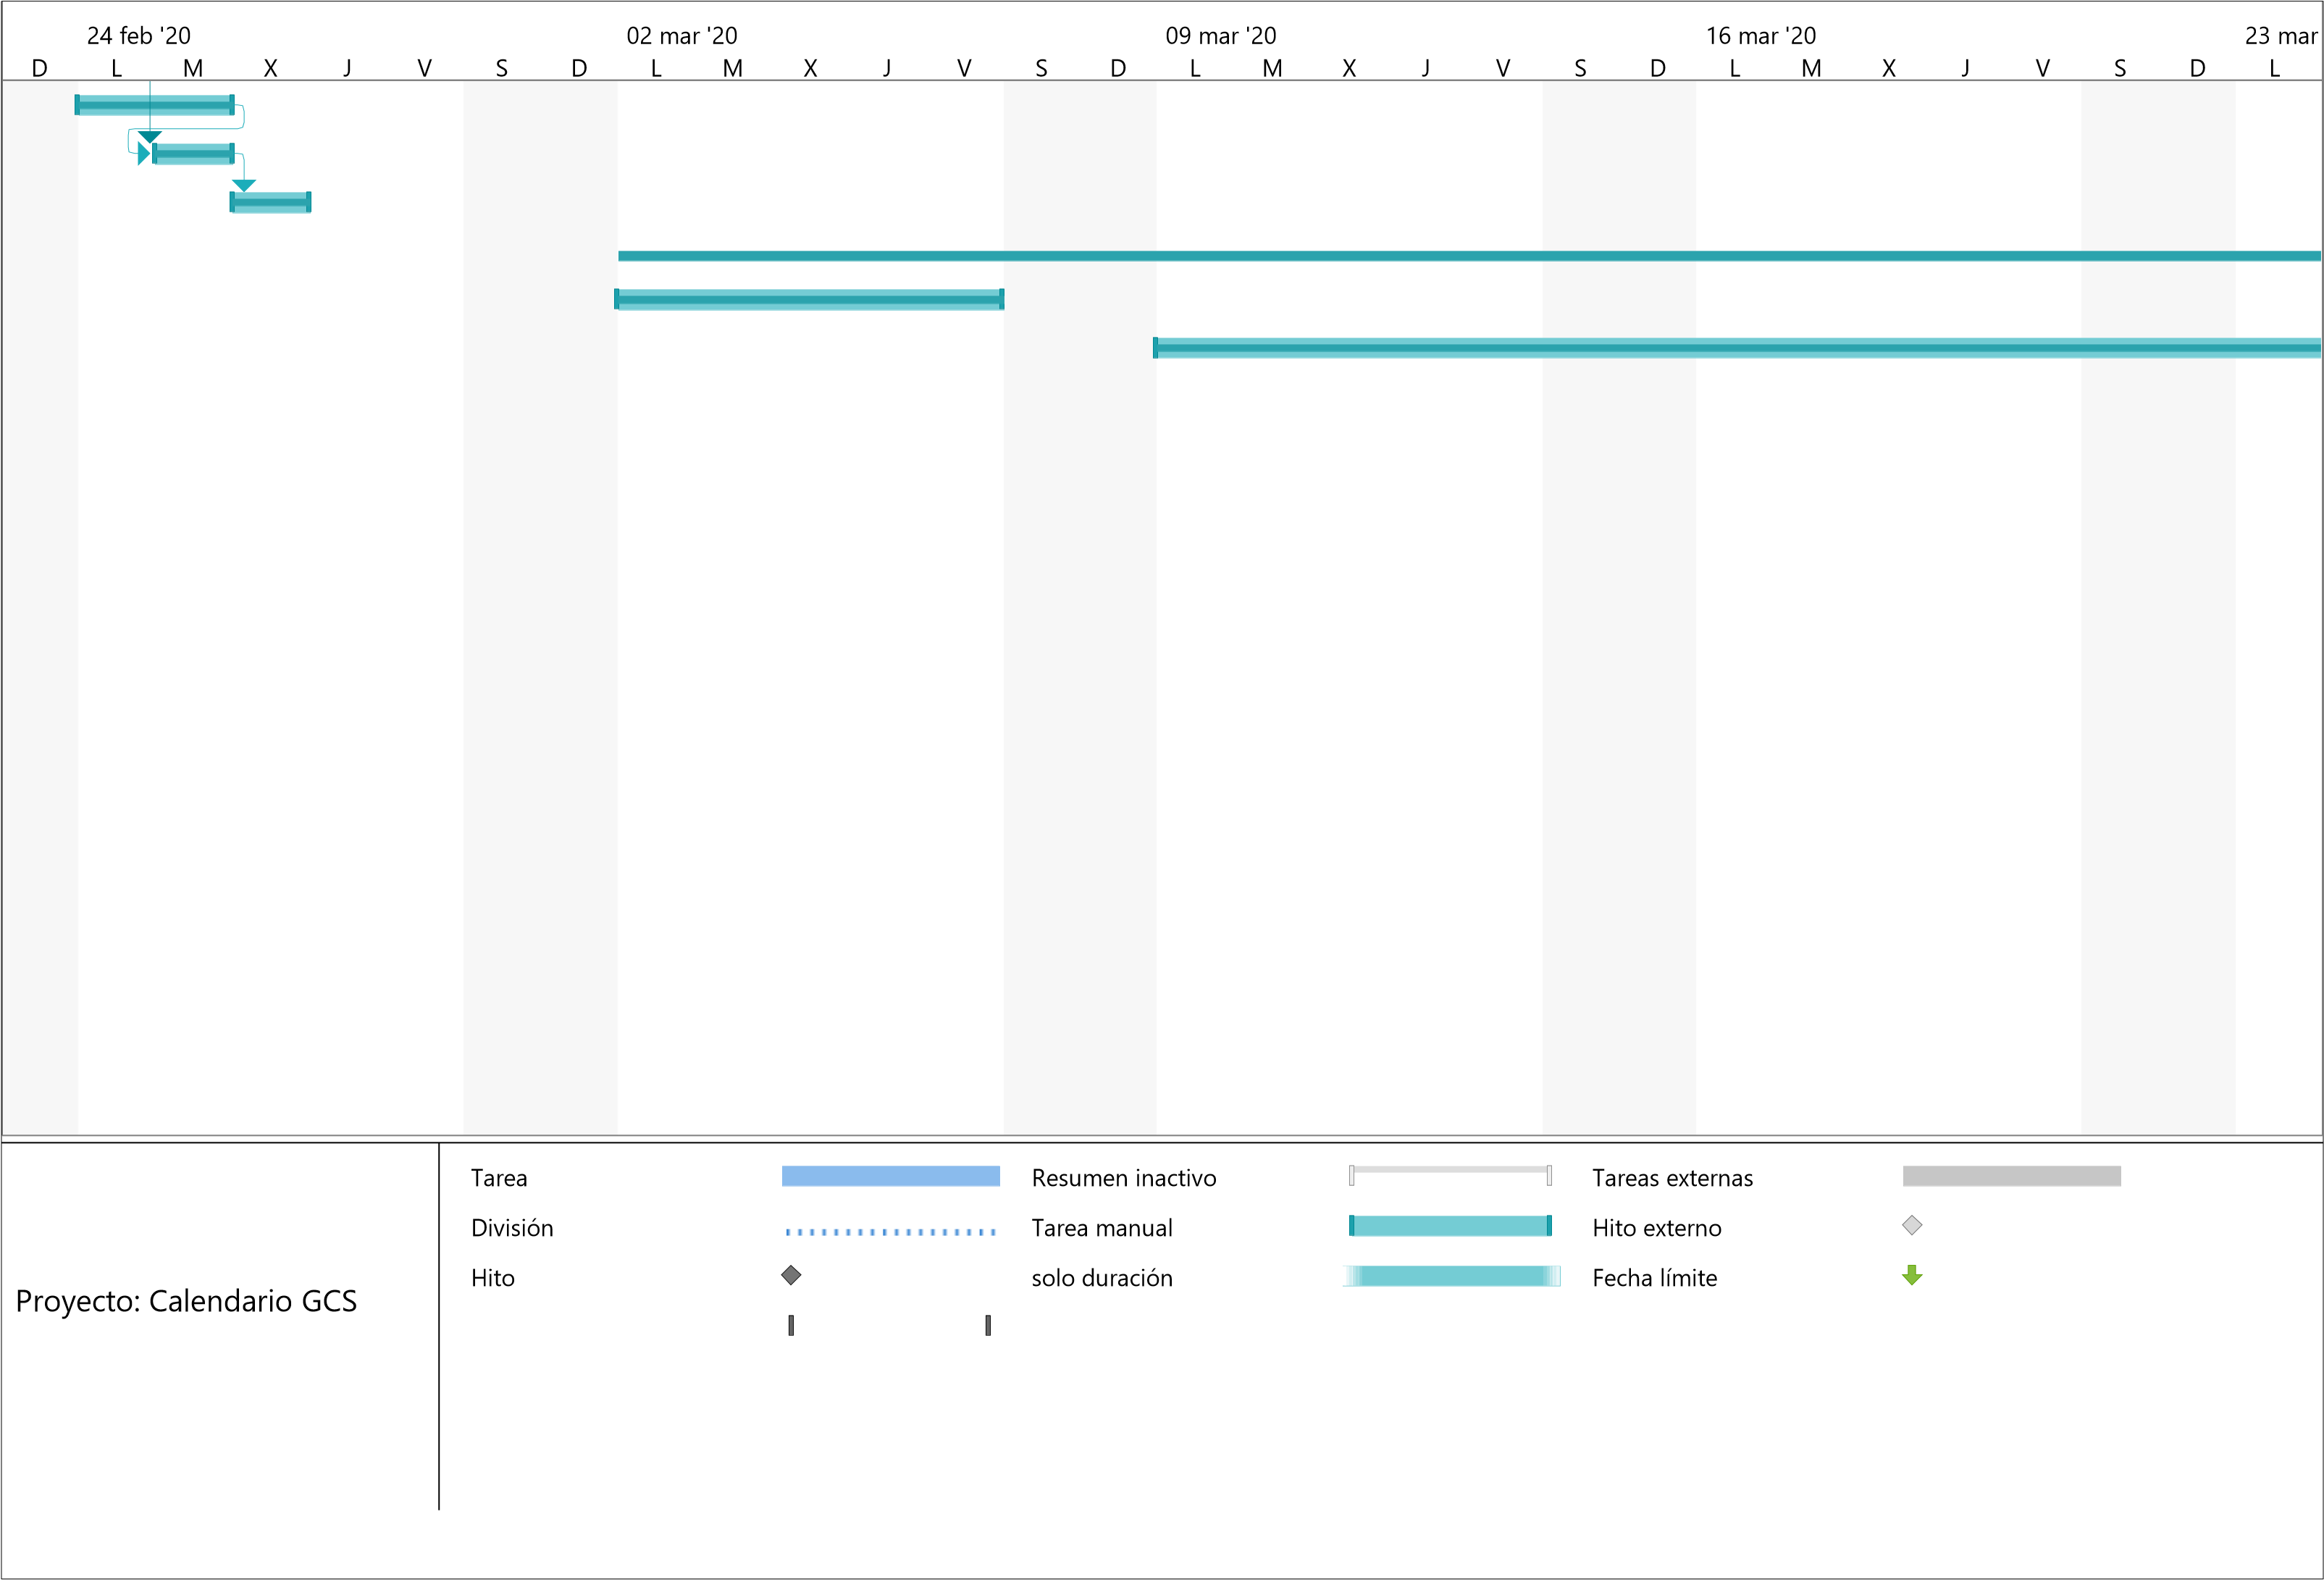 24 feb '20 02 mar '20 09 mar '20 16 mar '20 23 mar
D L M X J V S D L M X J V S D L M X J V S D L M X J V S D L
Tarea Resumen inactivo Tareas externas
División Tarea manual Hito externo
Hito solo duración Fecha límite
Proyecto: Calendario GCS